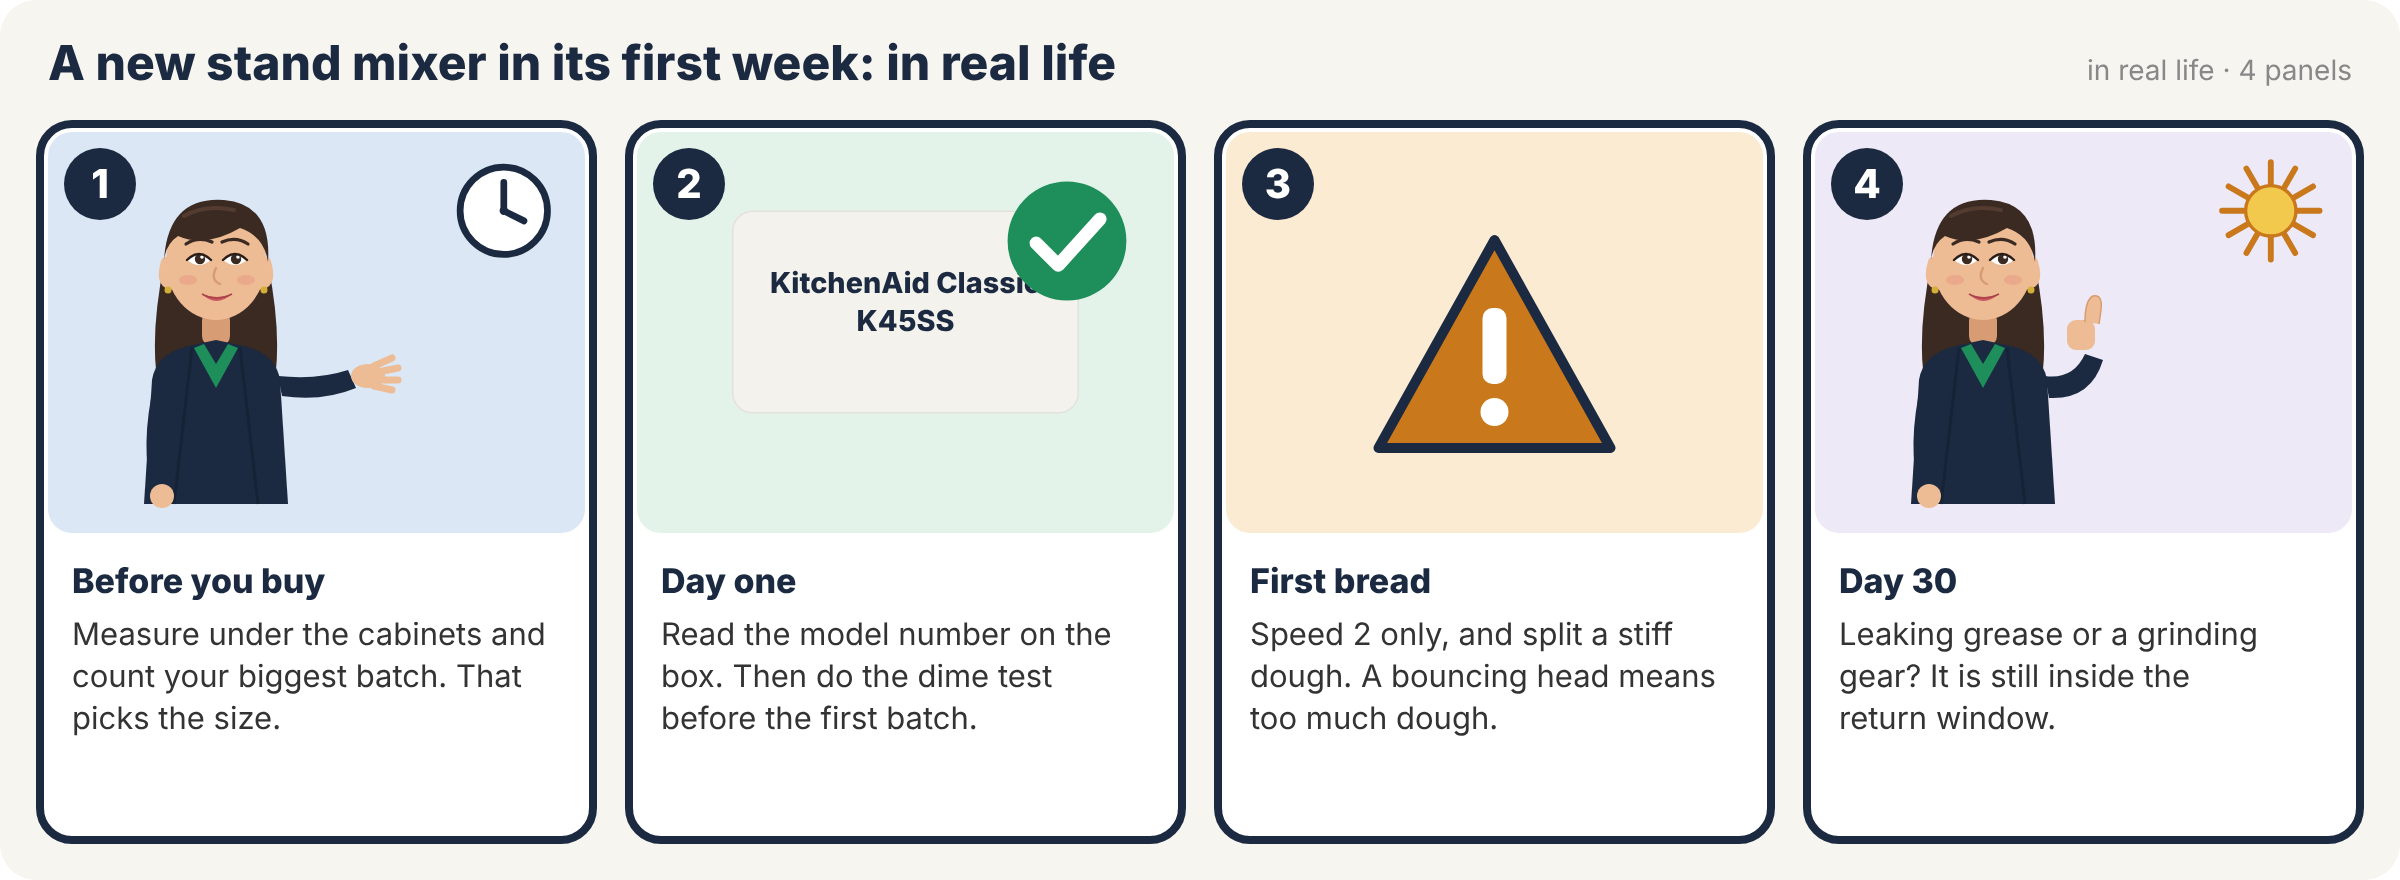 A new stand mixer in its first week: in real life
in real life · 4 panels
1
2
KitchenAid Classic
K45SS
3
4
Before you buy
Measure under the cabinets and
count your biggest batch. That
picks the size.
Day one
Read the model number on the
box. Then do the dime test
before the first batch.
First bread
Speed 2 only, and split a stiff
dough. A bouncing head means
too much dough.
Day 30
Leaking grease or a grinding
gear? It is still inside the
return window.